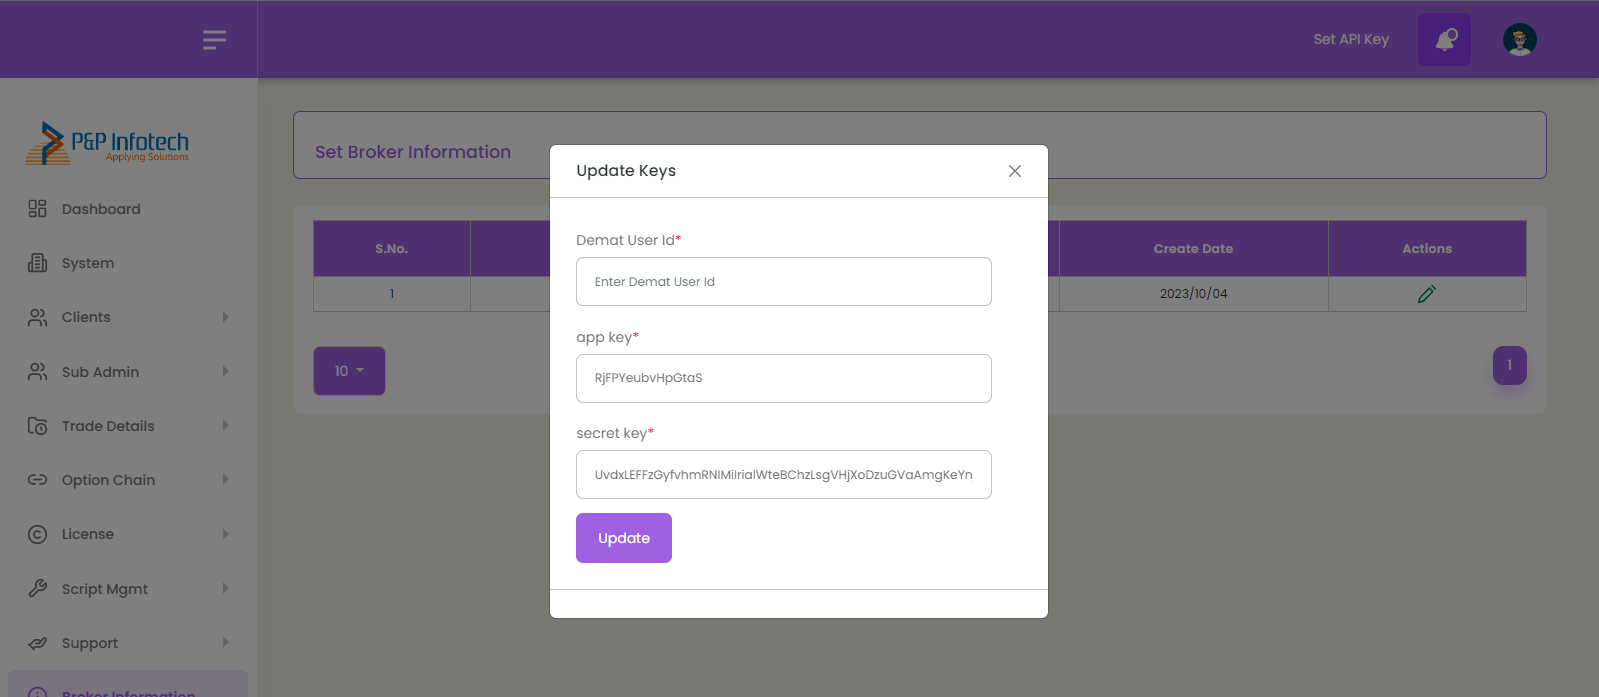 Set API Key
P&P Infotech
Applying Solutions
Dashboard
System
Clients
Sub Admin
Trade Details
Option Chain
License
Script Mgmt
Support
Broker Information
Set Broker Information
S.No. Create Date Actions
1 2023/10/04
10
1
Update Keys
Demat User Id*
Enter Demat User Id
app key*
RjFPYeubvHpGtaS
secret key*
Update